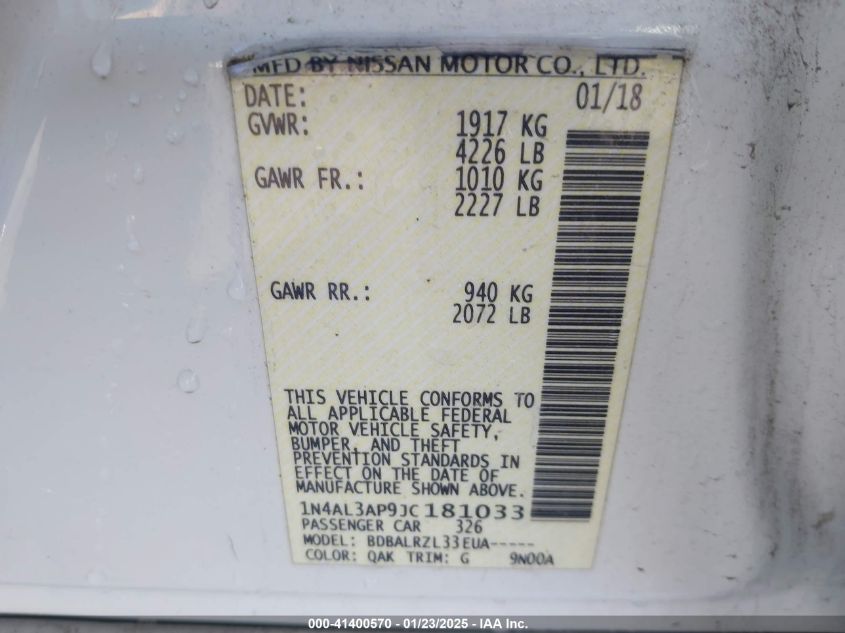 MFD BY NISSAN MOTOR CO., LTD.
DATE: 01/18
GVWR: 1917 KG
4226 LB
GAWR FR.: 1010 KG
2227 LB
GAWR RR.: 940 KG
2072 LB
THIS VEHICLE CONFORMS TO
ALL APPLICABLE FEDERAL
MOTOR VEHICLE SAFETY,
BUMPER, AND THEFT
PREVENTION STANDARDS IN
EFFECT ON THE DATE OF
MANUFACTURE SHOWN ABOVE.
1N4AL3AP9JC181033
PASSENGER CAR 326
MODEL: BDBALRZL33EUA-----
COLOR: QAK TRIM: G 9N00A
000-41400570 - 01/23/2025 - IAA Inc.